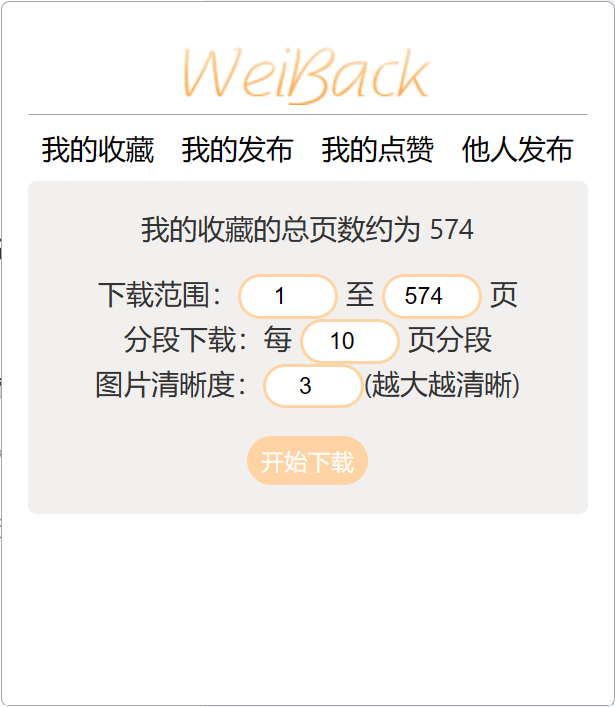 WeiBack
我的收藏 我的发布 我的点赞 他人发布
我的收藏的总页数约为 574
下载范围： 1 至 574 页
分段下载：每 10 页分段
图片清晰度： 3 (越大越清晰)
开始下载